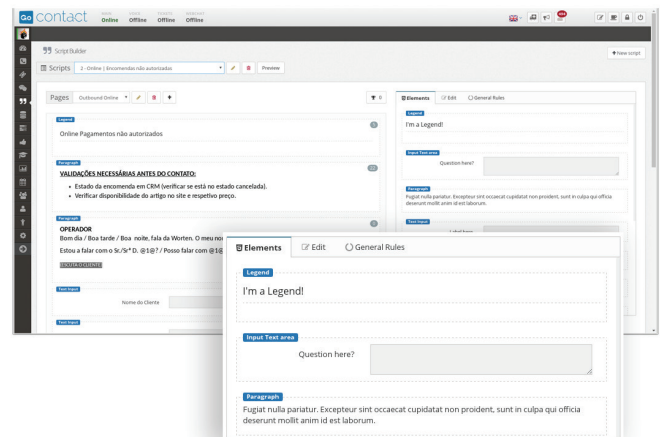 Go contact
Online Offline Offline Offline
Script Builder
+ New script
Scripts 2 - Online | Encomendas não autorizadas Preview
Pages Outbound Online 0
Legend
Online Pagamentos não autorizados
Paragraph
VALIDAÇÕES NECESSÁRIAS ANTES DO CONTATO:
Estado da encomenda em CRM (verificar se está no estado cancelada).
Verificar disponibilidade do artigo no site e respetivo preço.
Paragraph
OPERADOR
Bom dia / Boa tarde / Boa noite, fala da Worten. O meu
Estou a falar com o Sr./Srª D. @1@? / Posso falar com @1@
Text Input
Nome do Cliente
Text Input
Elements Edit General Rules
Legend
I'm a Legend!
Input Text area
Question here?
Paragraph
Fugiat nulla pariatur. Excepteur sint occaecat cupidatat non proident, sunt in culpa qui officia
deserunt mollit anim id est laborum.
Text Input
Label here
Elements Edit General Rules
Legend
I'm a Legend!
Input Text area
Question here?
Paragraph
Fugiat nulla pariatur. Excepteur sint occaecat cupidatat non proident, sunt in culpa qui officia
deserunt mollit anim id est laborum.